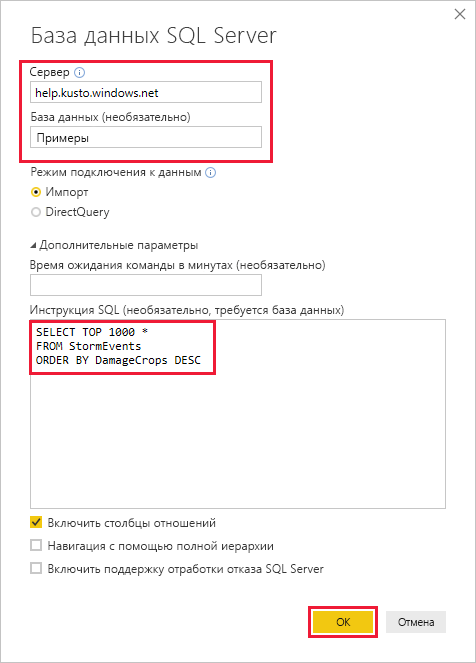 База данных SQL Server
Сервер
help.kusto.windows.net
База данных (необязательно)
Примеры
Режим подключения к данным
Импорт
DirectQuery
Дополнительные параметры
Время ожидания команды в минутах (необязательно)
Инструкция SQL (необязательно, требуется база данных)
SELECT TOP 1000 *
FROM StormEvents
ORDER BY DamageCrops DESC
Включить столбцы отношений
Навигация с помощью полной иерархии
Включить поддержку отработки отказа SQL Server
ОК
Отмена